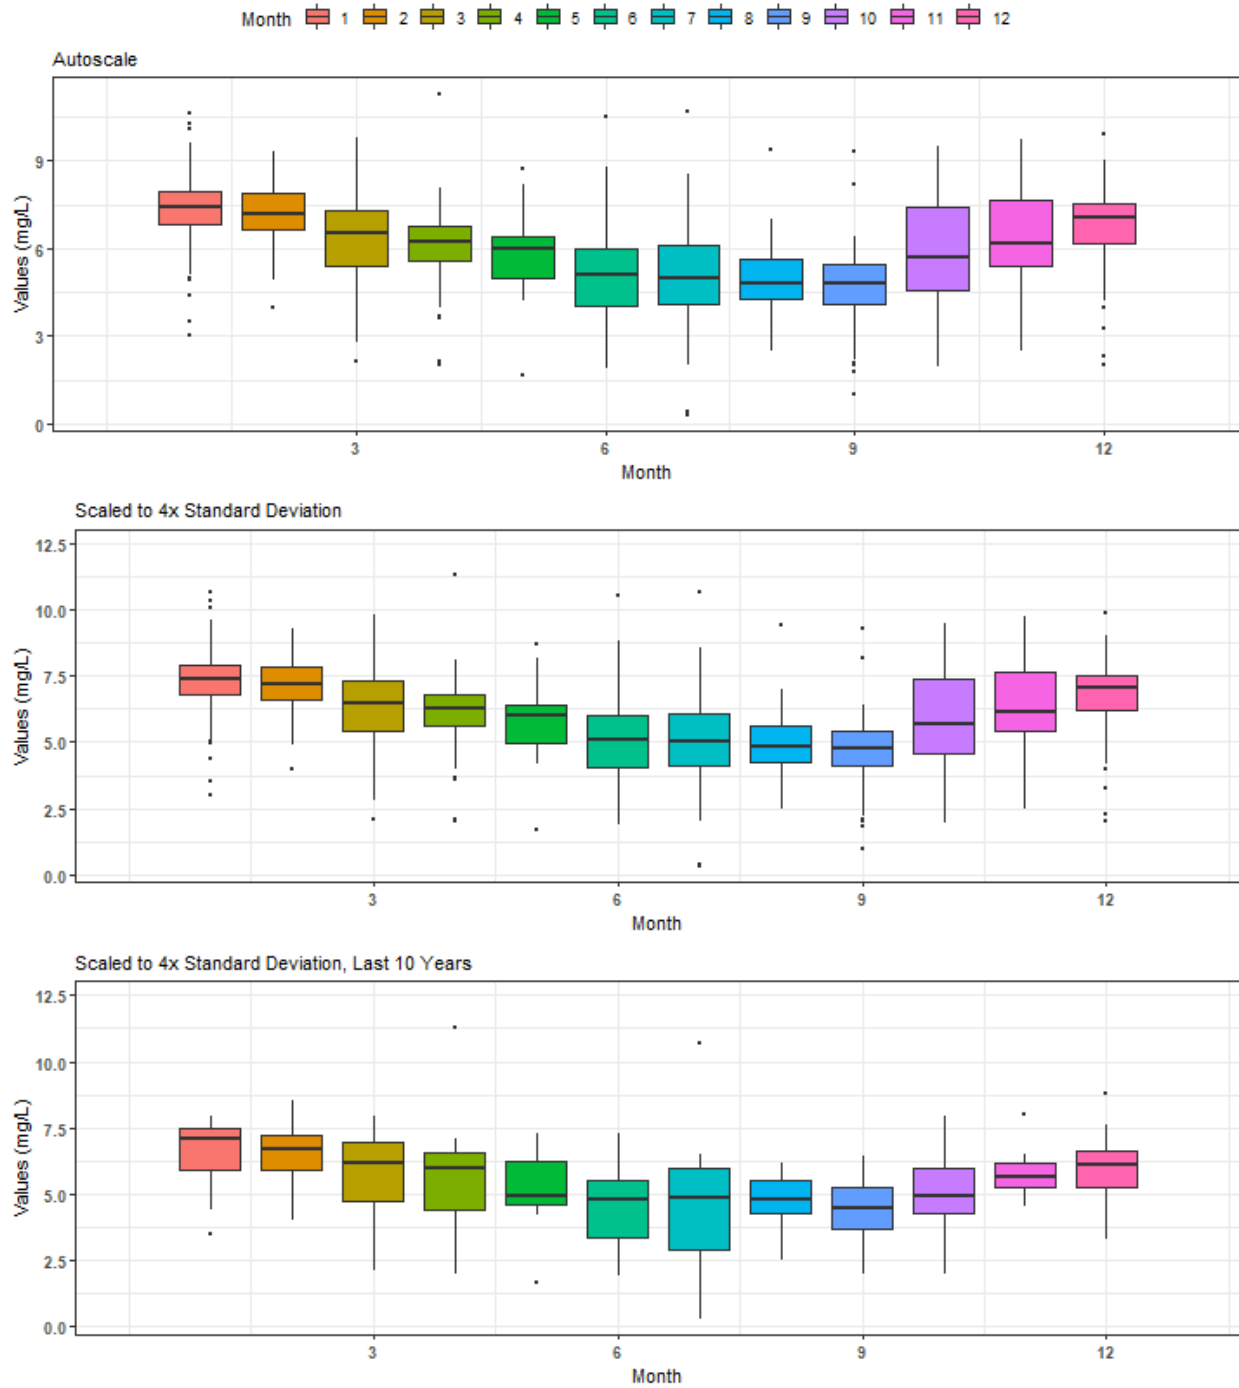 Month 1 2 3 4 5 6 7 8 9 10 11 12
Autoscale
Values (mg/L)
9
6
3
0
3 6 9 12
Month
Scaled to 4x Standard Deviation
Values (mg/L)
12.5
10.0
7.5
5.0
2.5
0.0
3 6 9 12
Month
Scaled to 4x Standard Deviation, Last 10 Years
Values (mg/L)
12.5
10.0
7.5
5.0
2.5
0.0
3 6 9 12
Month